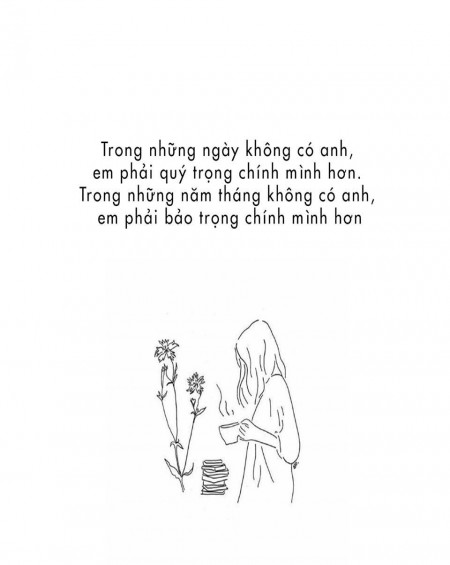 Trong những ngày không có anh,
em phải quý trọng chính mình hơn.
Trong những năm tháng không có anh,
em phải bảo trọng chính mình hơn